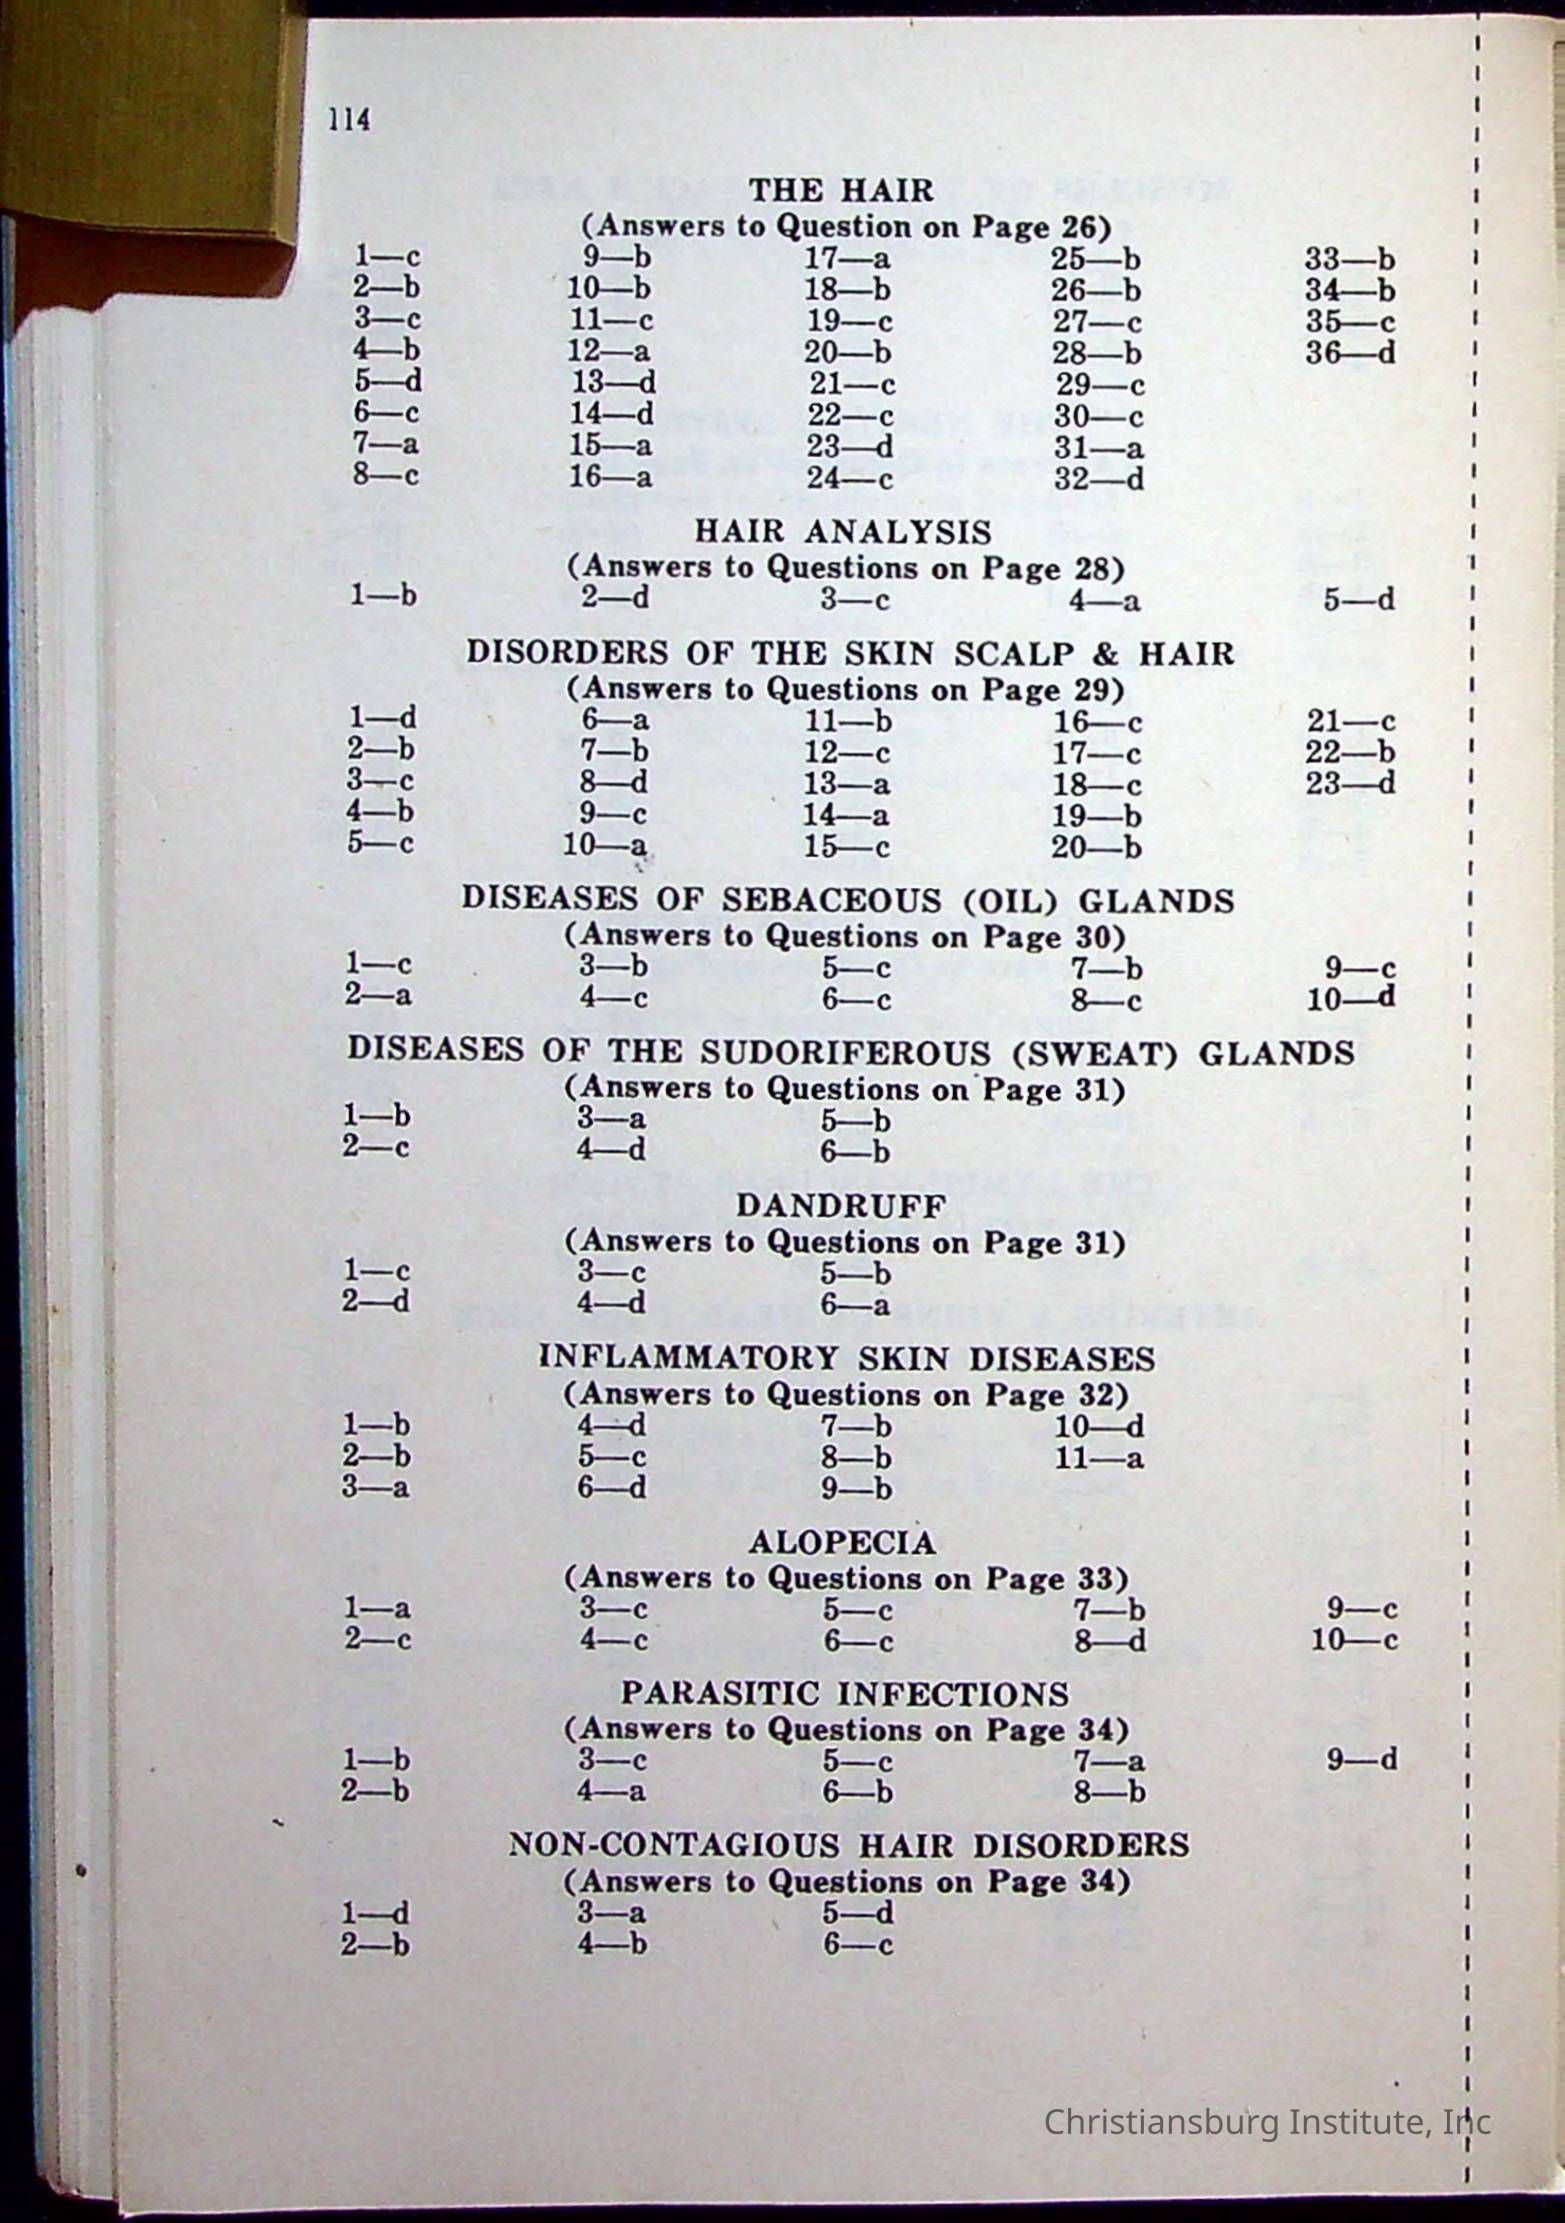 114
THE HAIR
(Answers to Question on Page 26)
1—c 9—b 17—a 25—b 33—b
2—b 10—b 18—b 26—b 34—b
3—c 11—c 19—c 27—c 35—c
4—b 12—a 20—b 28—b 36—d
5—d 13—d 21—c 29—c
6—c 14—d 22—c 30—c
7—a 15—a 23—d 31—a
8—c 16—a 24—c 32—d
HAIR ANALYSIS
(Answers to Questions on Page 28)
1—b 2—d 3—c 4—a 5—d
DISORDERS OF THE SKIN SCALP & HAIR
(Answers to Questions on Page 29)
1—d 6—a 11—b 16—c 21—c
2—b 7—b 12—c 17—c 22—b
3—c 8—d 13—a 18—c 23—d
4—b 9—c 14—a 19—b
5—c 10—a 15—c 20—b
DISEASES OF SEBACEOUS (OIL) GLANDS
(Answers to Questions on Page 30)
1—c 3—b 5—c 7—b 9—c
2—a 4—c 6—c 8—c 10—d
DISEASES OF THE SUDORIFEROUS (SWEAT) GLANDS
(Answers to Questions on Page 31)
1—b 3—a 5—b
2—c 4—d 6—b
DANDRUFF
(Answers to Questions on Page 31)
1—c 3—c 5—b
2—d 4—d 6—a
INFLAMMATORY SKIN DISEASES
(Answers to Questions on Page 32)
1—b 4—d 7—b 10—d
2—b 5—c 8—b 11—a
3—a 6—d 9—b
ALOPECIA
(Answers to Questions on Page 33)
1—a 3—c 5—c 7—b 9—c
2—c 4—c 6—c 8—d 10—c
PARASITIC INFECTIONS
(Answers to Questions on Page 34)
1—b 3—c 5—c 7—a 9—d
2—b 4—a 6—b 8—b
NON-CONTAGIOUS HAIR DISORDERS
(Answers to Questions on Page 34)
1—d 3—a 5—d
2—b 4—b 6—c
Christiansburg Institute, Inc